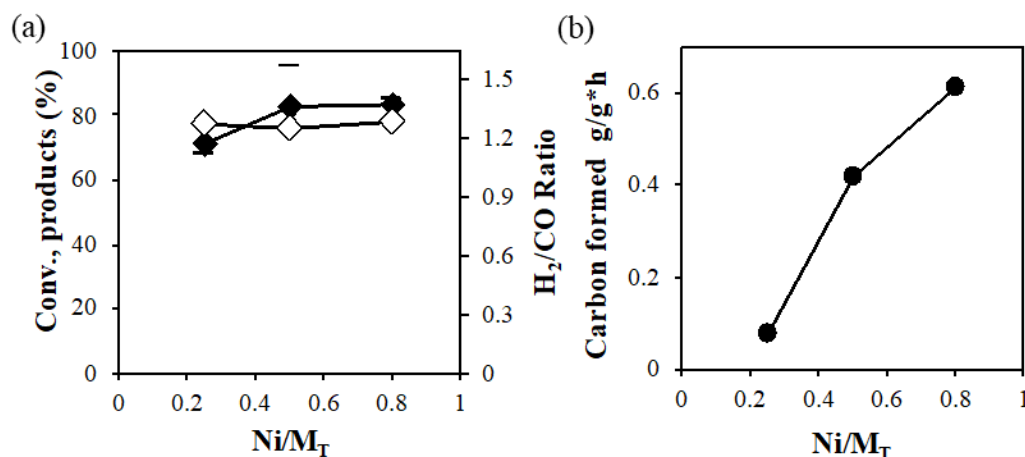 (a)
100
80
60
40
20
0
Conv., products (%)
0 0.2 0.4 0.6 0.8 1
Ni/M_T
1.5
1.2
0.9
0.6
0.3
0
H₂/CO Ratio
(b)
0.6
0.4
0.2
0
Carbon formed g/g*h
0 0.2 0.4 0.6 0.8 1
Ni/M_T